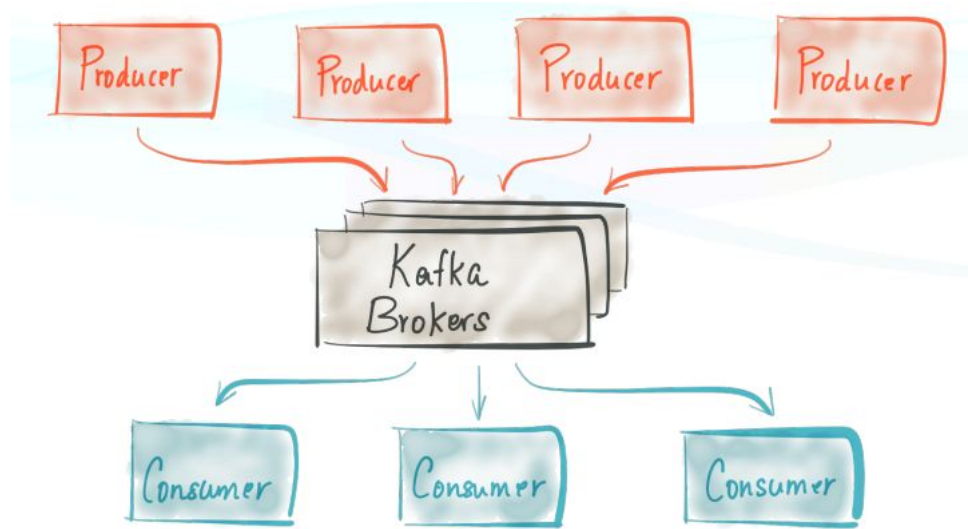 Producer
Producer
Producer
Producer
Kafka
Brokers
Consumer
Consumer
Consumer